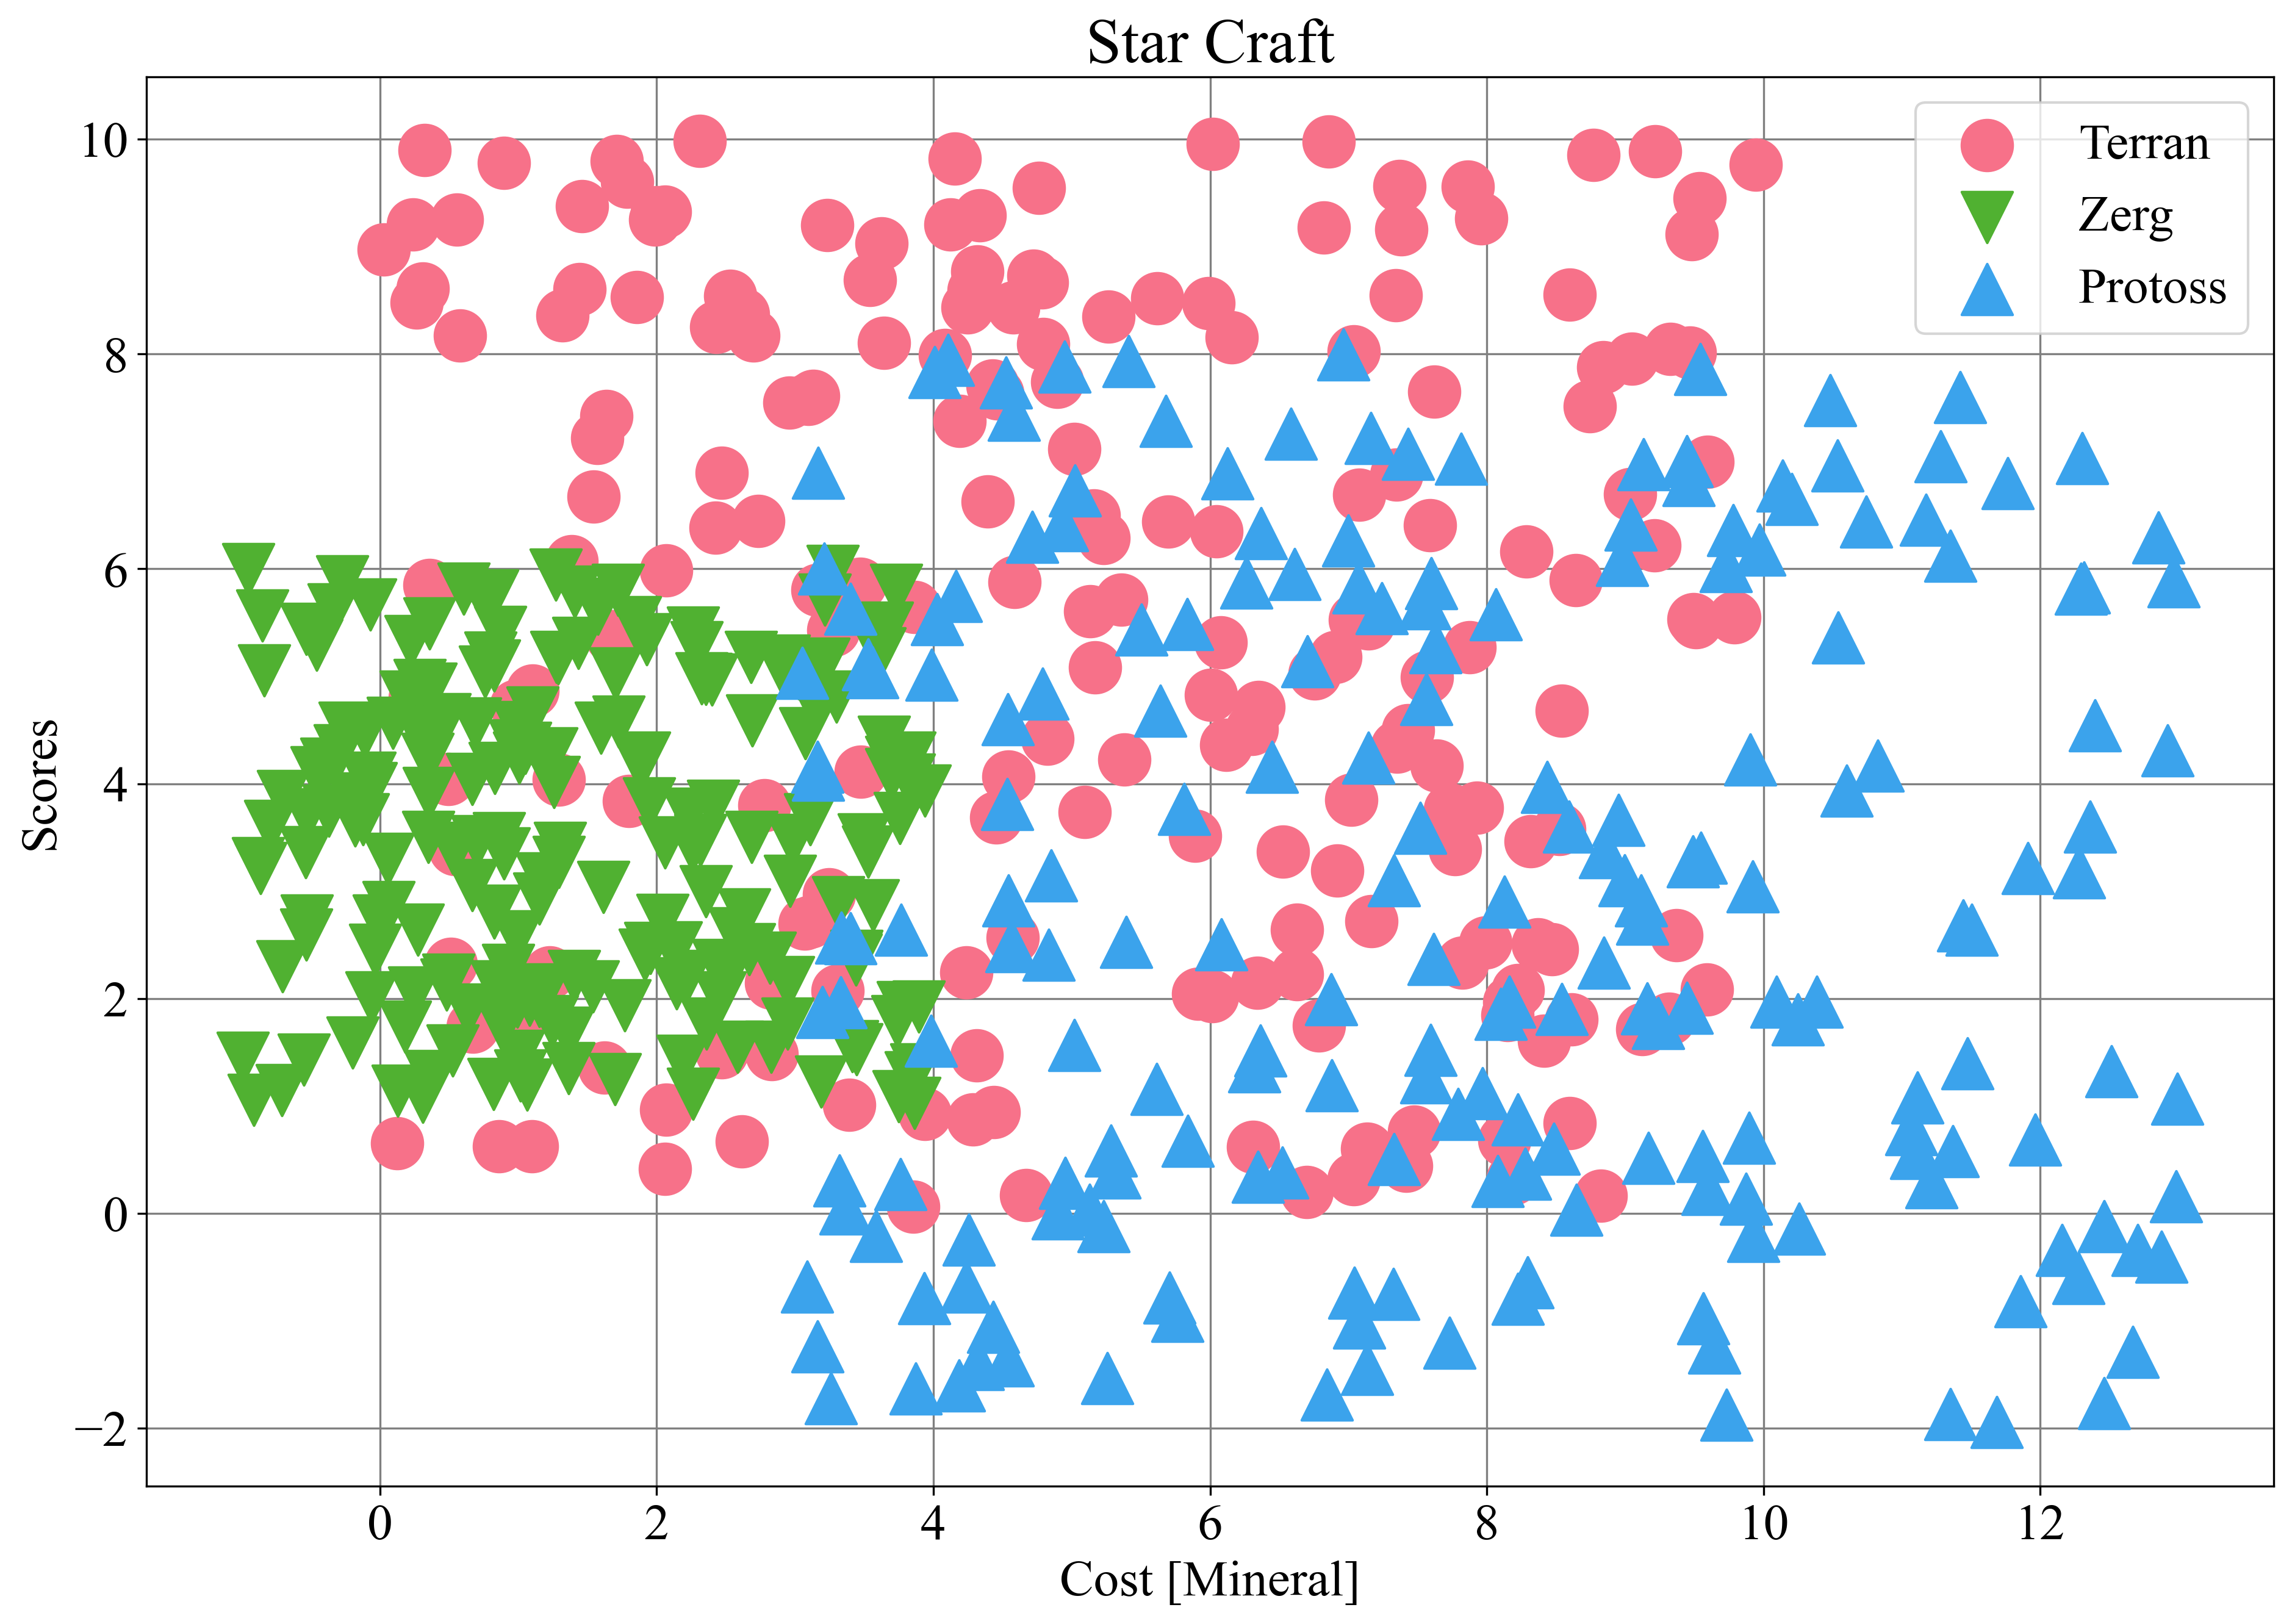 Star Craft
Terran
Zerg
Protoss
10
8
6
4
2
0
−2
Scores
0 2 4 6 8 10 12
Cost [Mineral]